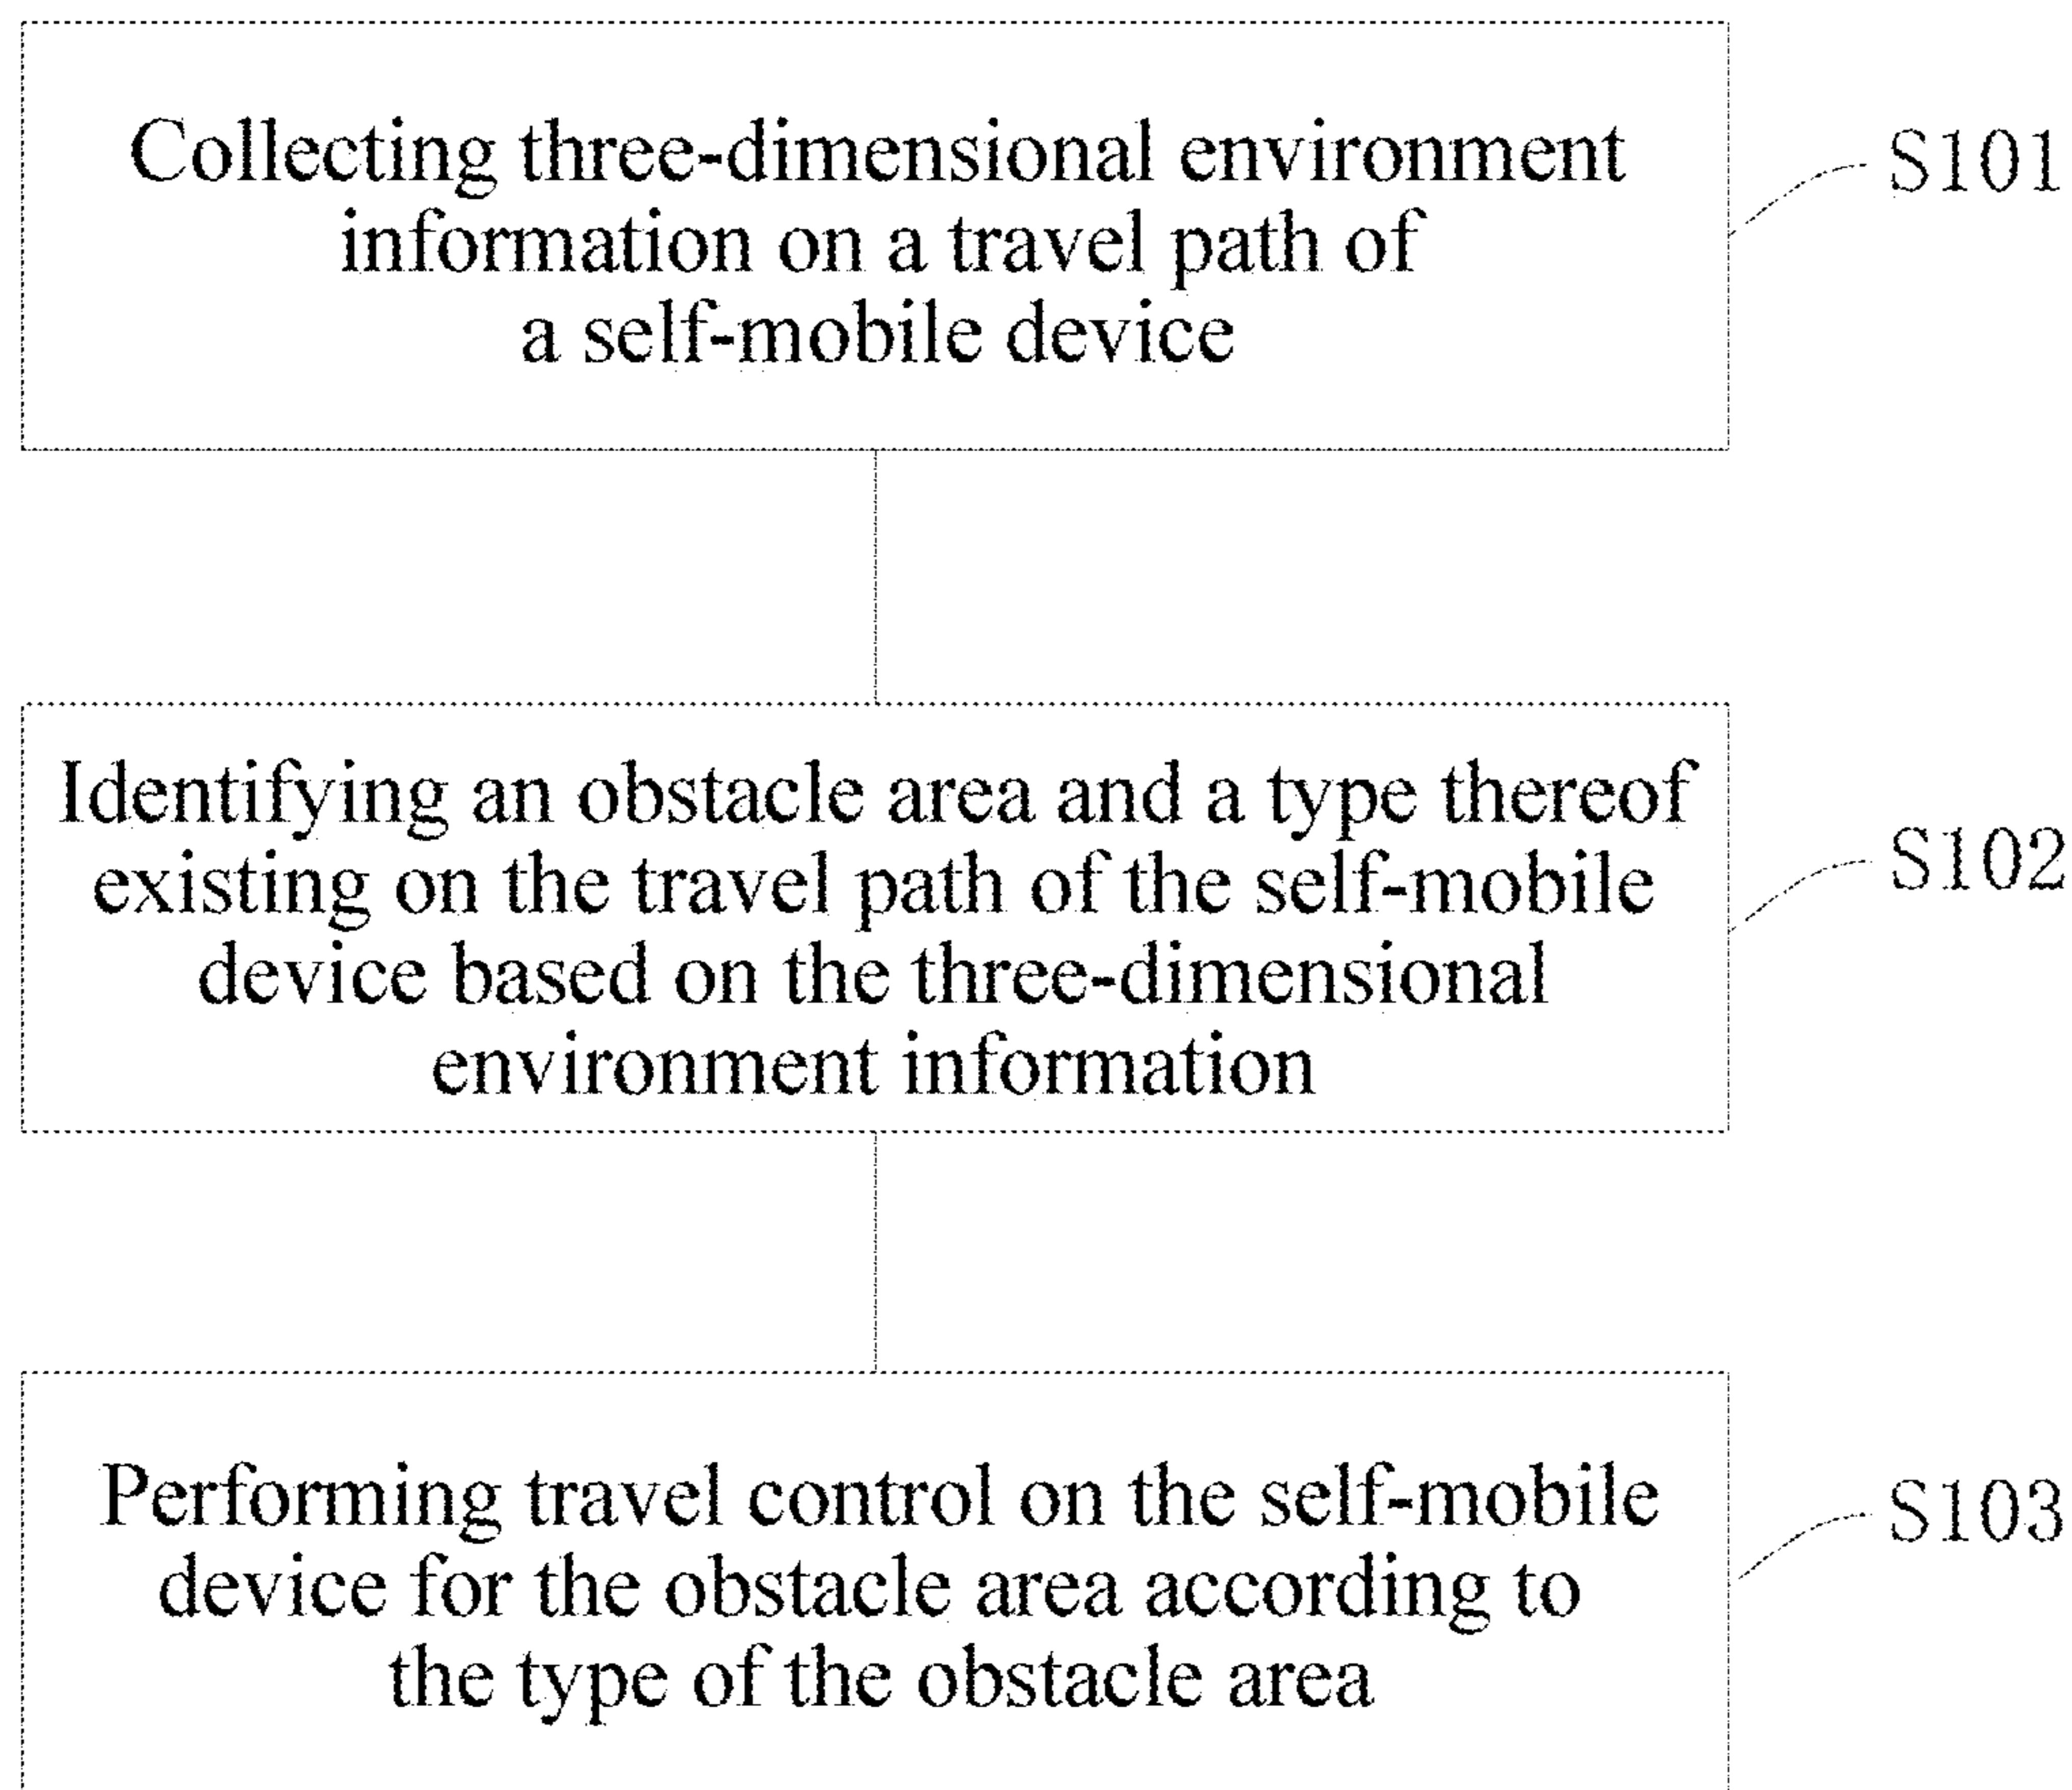 Collecting three-dimensional environment
information on a travel path of
a self-mobile device
S101
Identifying an obstacle area and a type thereof
existing on the travel path of the self-mobile
device based on the three-dimensional
environment information
S102
Performing travel control on the self-mobile
device for the obstacle area according to
the type of the obstacle area
S103